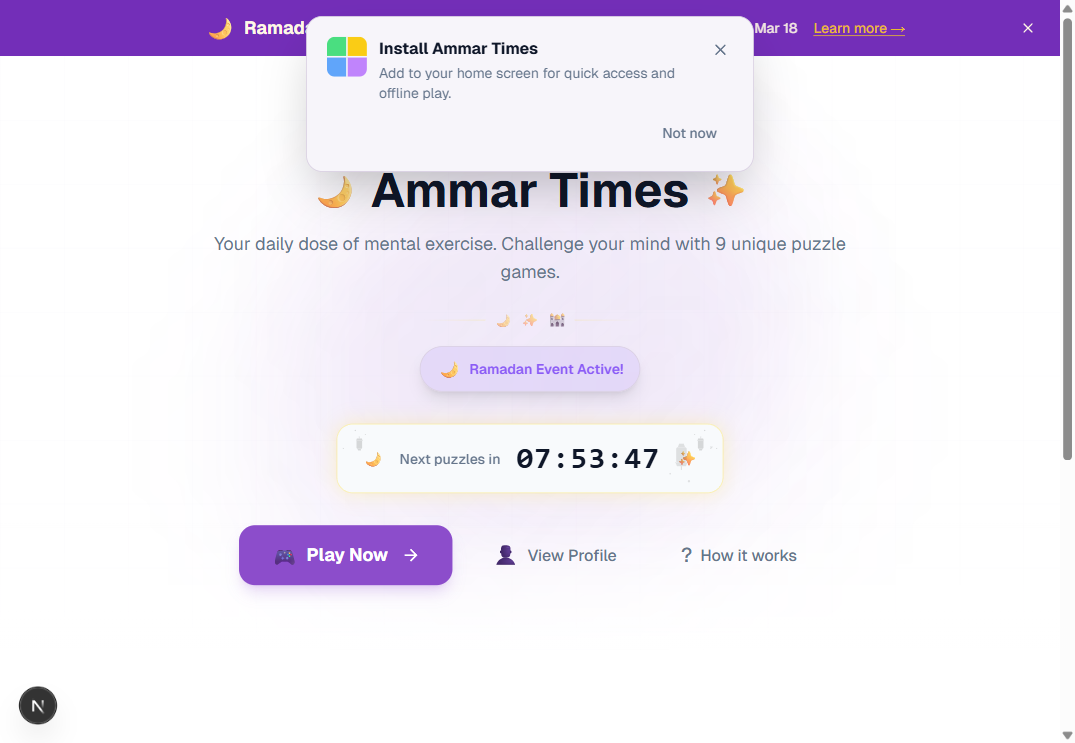 Mar 18 Learn more →
Install Ammar Times
Add to your home screen for quick access and
offline play.
Not now
Ammar Times
Your daily dose of mental exercise. Challenge your mind with 9 unique puzzle
games.
Ramadan Event Active!
Next puzzles in 07:53:47
Play Now →
View Profile
? How it works
N